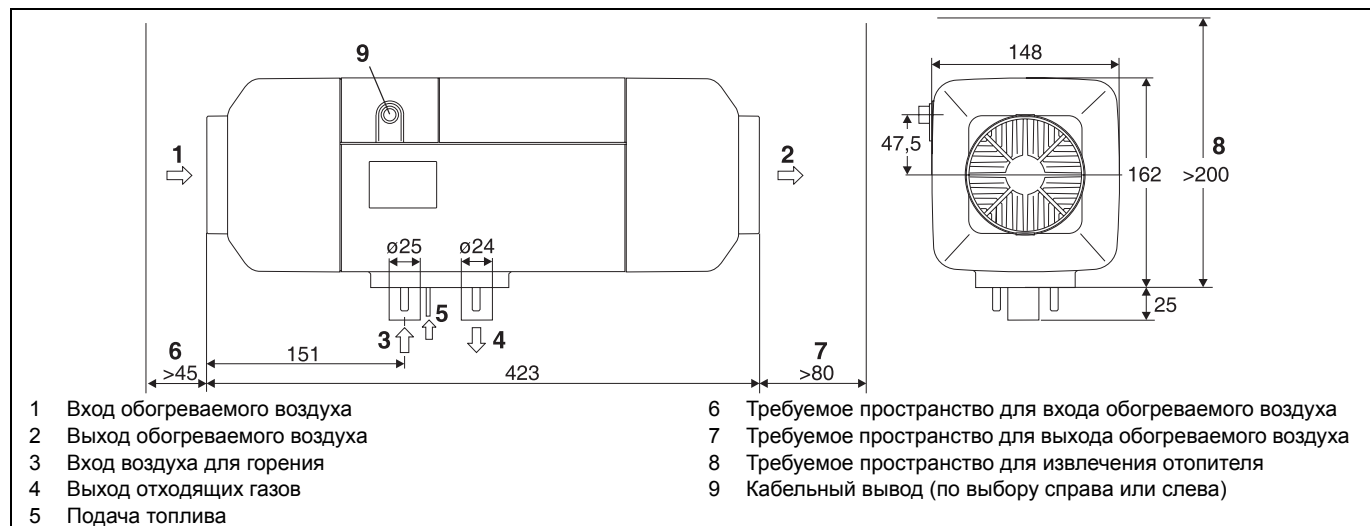 9
148
1
2
47,5
8
162
>200
ø25
ø24
5
3
4
25
6
151
7
>45
423
>80
1 Вход обогреваемого воздуха
2 Выход обогреваемого воздуха
3 Вход воздуха для горения
4 Выход отходящих газов
5 Подача топлива
6 Требуемое пространство для входа обогреваемого воздуха
7 Требуемое пространство для выхода обогреваемого воздуха
8 Требуемое пространство для извлечения отопителя
9 Кабельный вывод (по выбору справа или слева)